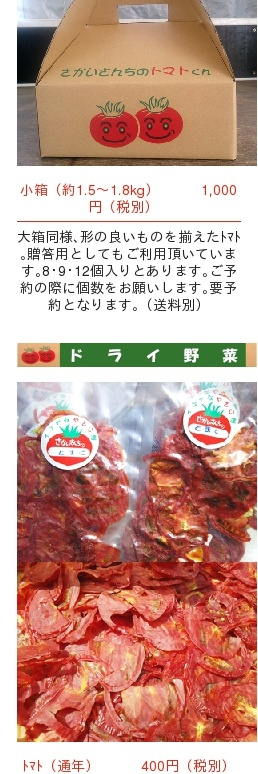 さかいさんちのトマトくん
小箱（約1.5～1.8kg） 1,000
円（税別）
大箱同様､形の良いものを揃えたﾄﾏﾄ
｡贈答用としてもご利用頂いていま
す｡8･9･12個入りとあります｡ご予
約の際に個数をお願いします｡要予
約となります。（送料別）
ドライ野菜
とまと
ﾄﾏﾄ（通年） 400円（税別）